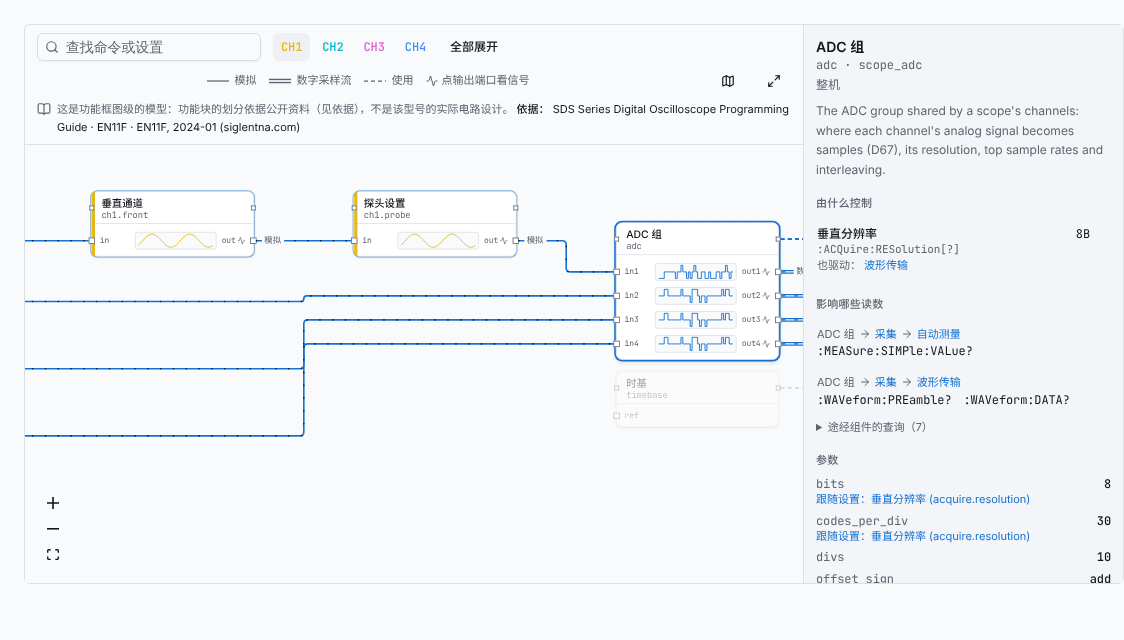 查找命令或设置
CH1 CH2 CH3 CH4 全部展开
模拟 数字采样流 使用 点输出端口看信号
这是功能框图级的模型：功能块的划分依据公开资料（见依据），不是该型号的实际电路设计。 依据： SDS Series Digital Oscilloscope Programming
Guide · EN11F · EN11F, 2024-01 (siglentna.com)
垂直通道
ch1.front
in out 模拟
探头设置
ch1.probe
in out 模拟
ADC 组
adc
in1 out1 数
in2 out2
in3 out3
in4 out4
时基
timebase
ref
ADC 组
adc · scope_adc
整机
The ADC group shared by a scope's channels:
where each channel's analog signal becomes
samples (D67), its resolution, top sample rates and
interleaving.
由什么控制
垂直分辨率 8B
:ACQuire:RESolution[?]
也驱动： 波形传输
影响哪些读数
ADC 组 → 采集 → 自动测量
:MEASure:SIMPle:VALue?
ADC 组 → 采集 → 波形传输
:WAVeform:PREamble? :WAVeform:DATA?
途经组件的查询（7）
参数
bits 8
跟随设置：垂直分辨率 (acquire.resolution)
codes_per_div 30
跟随设置：垂直分辨率 (acquire.resolution)
divs 10
offset_sign add